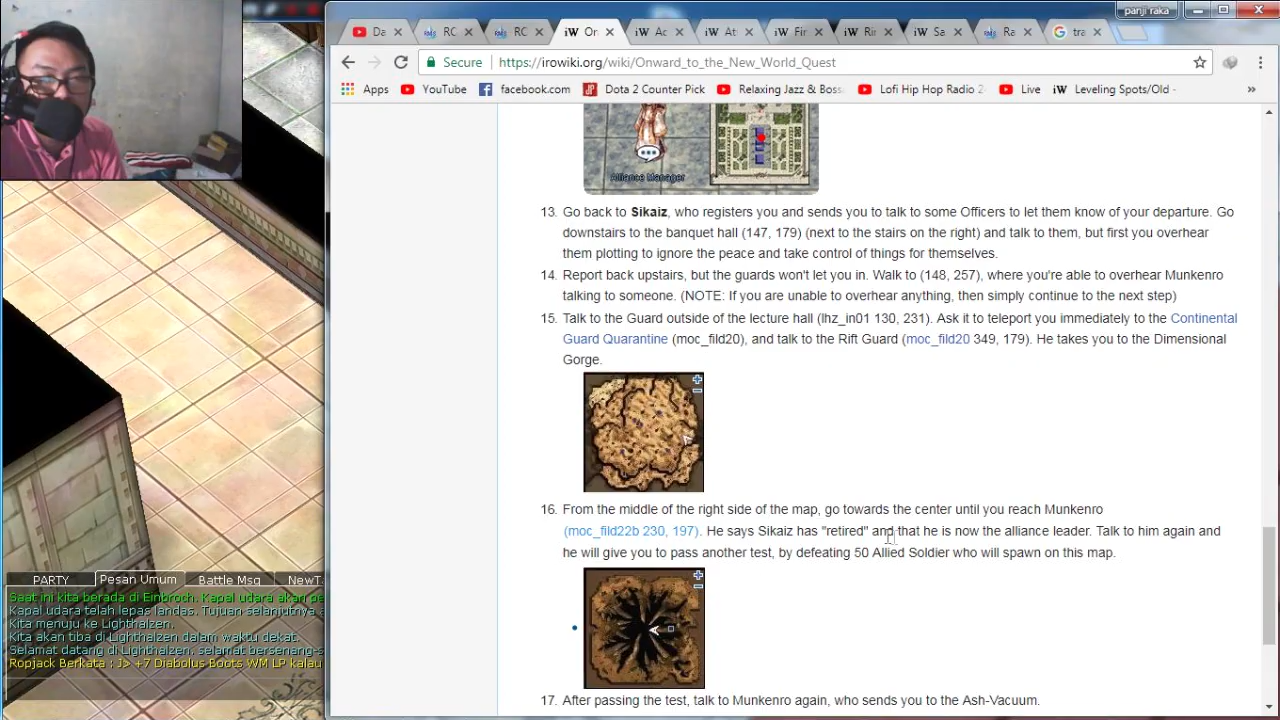 panji raka
Da
RC
RC
On
Ac
At
Fir
Rir
Sa
Ra
tra
Secure
https://irowiki.org/wiki/Onward_to_the_New_World_Quest
Apps
YouTube
facebook.com
Dota 2 Counter Pick
Relaxing Jazz & Boss
Lofi Hip Hop Radio 2
Live
Leveling Spots/Old -
»
Alliance Manager
13. Go back to Sikaiz, who registers you and sends you to talk to some Officers to let them know of your departure. Go
downstairs to the banquet hall (147, 179) (next to the stairs on the right) and talk to them, but first you overhear
them plotting to ignore the peace and take control of things for themselves.
14. Report back upstairs, but the guards won't let you in. Walk to (148, 257), where you're able to overhear Munkenro
talking to someone. (NOTE: If you are unable to overhear anything, then simply continue to the next step)
15. Talk to the Guard outside of the lecture hall (lhz_in01 130, 231). Ask it to teleport you immediately to the Continental
Guard Quarantine (moc_fild20), and talk to the Rift Guard (moc_fild20 349, 179). He takes you to the Dimensional
Gorge.
16. From the middle of the right side of the map, go towards the center until you reach Munkenro
(moc_fild22b 230, 197). He says Sikaiz has "retired" and that he is now the alliance leader. Talk to him again and
he will give you to pass another test, by defeating 50 Allied Soldier who will spawn on this map.
17. After passing the test, talk to Munkenro again, who sends you to the Ash-Vacuum.
PARTY
Pesan Umum
Battle Msg
NewT
Saat ini kita berada di Einbroch. Kapal udara akan pe
Kapal udara telah lepas landas. Tujuan selanjutnya a
Kita menuju ke Lighthalzen.
Kita akan tiba di Lighthalzen dalam waktu dekat.
Selamat datang di Lighthalzen, selamat bersenang-s
Ropjack Berkata : J> +7 Diabolus Boots WM LP kalau